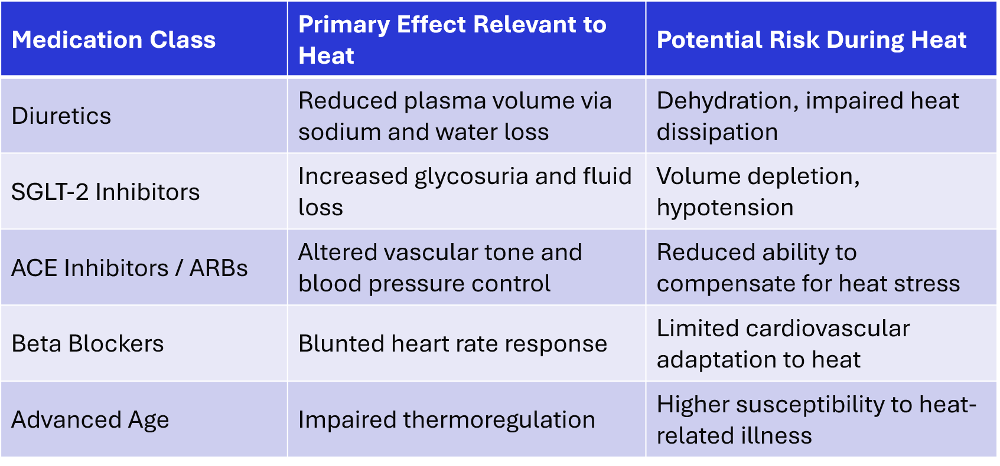 Medication Class
Primary Effect Relevant to
Heat
Potential Risk During Heat
Diuretics
Reduced plasma volume via
sodium and water loss
Dehydration, impaired heat
dissipation
SGLT-2 Inhibitors
Increased glycosuria and fluid
loss
Volume depletion,
hypotension
ACE Inhibitors / ARBs
Altered vascular tone and
blood pressure control
Reduced ability to
compensate for heat stress
Beta Blockers
Blunted heart rate response
Limited cardiovascular
adaptation to heat
Advanced Age
Impaired thermoregulation
Higher susceptibility to heat-
related illness